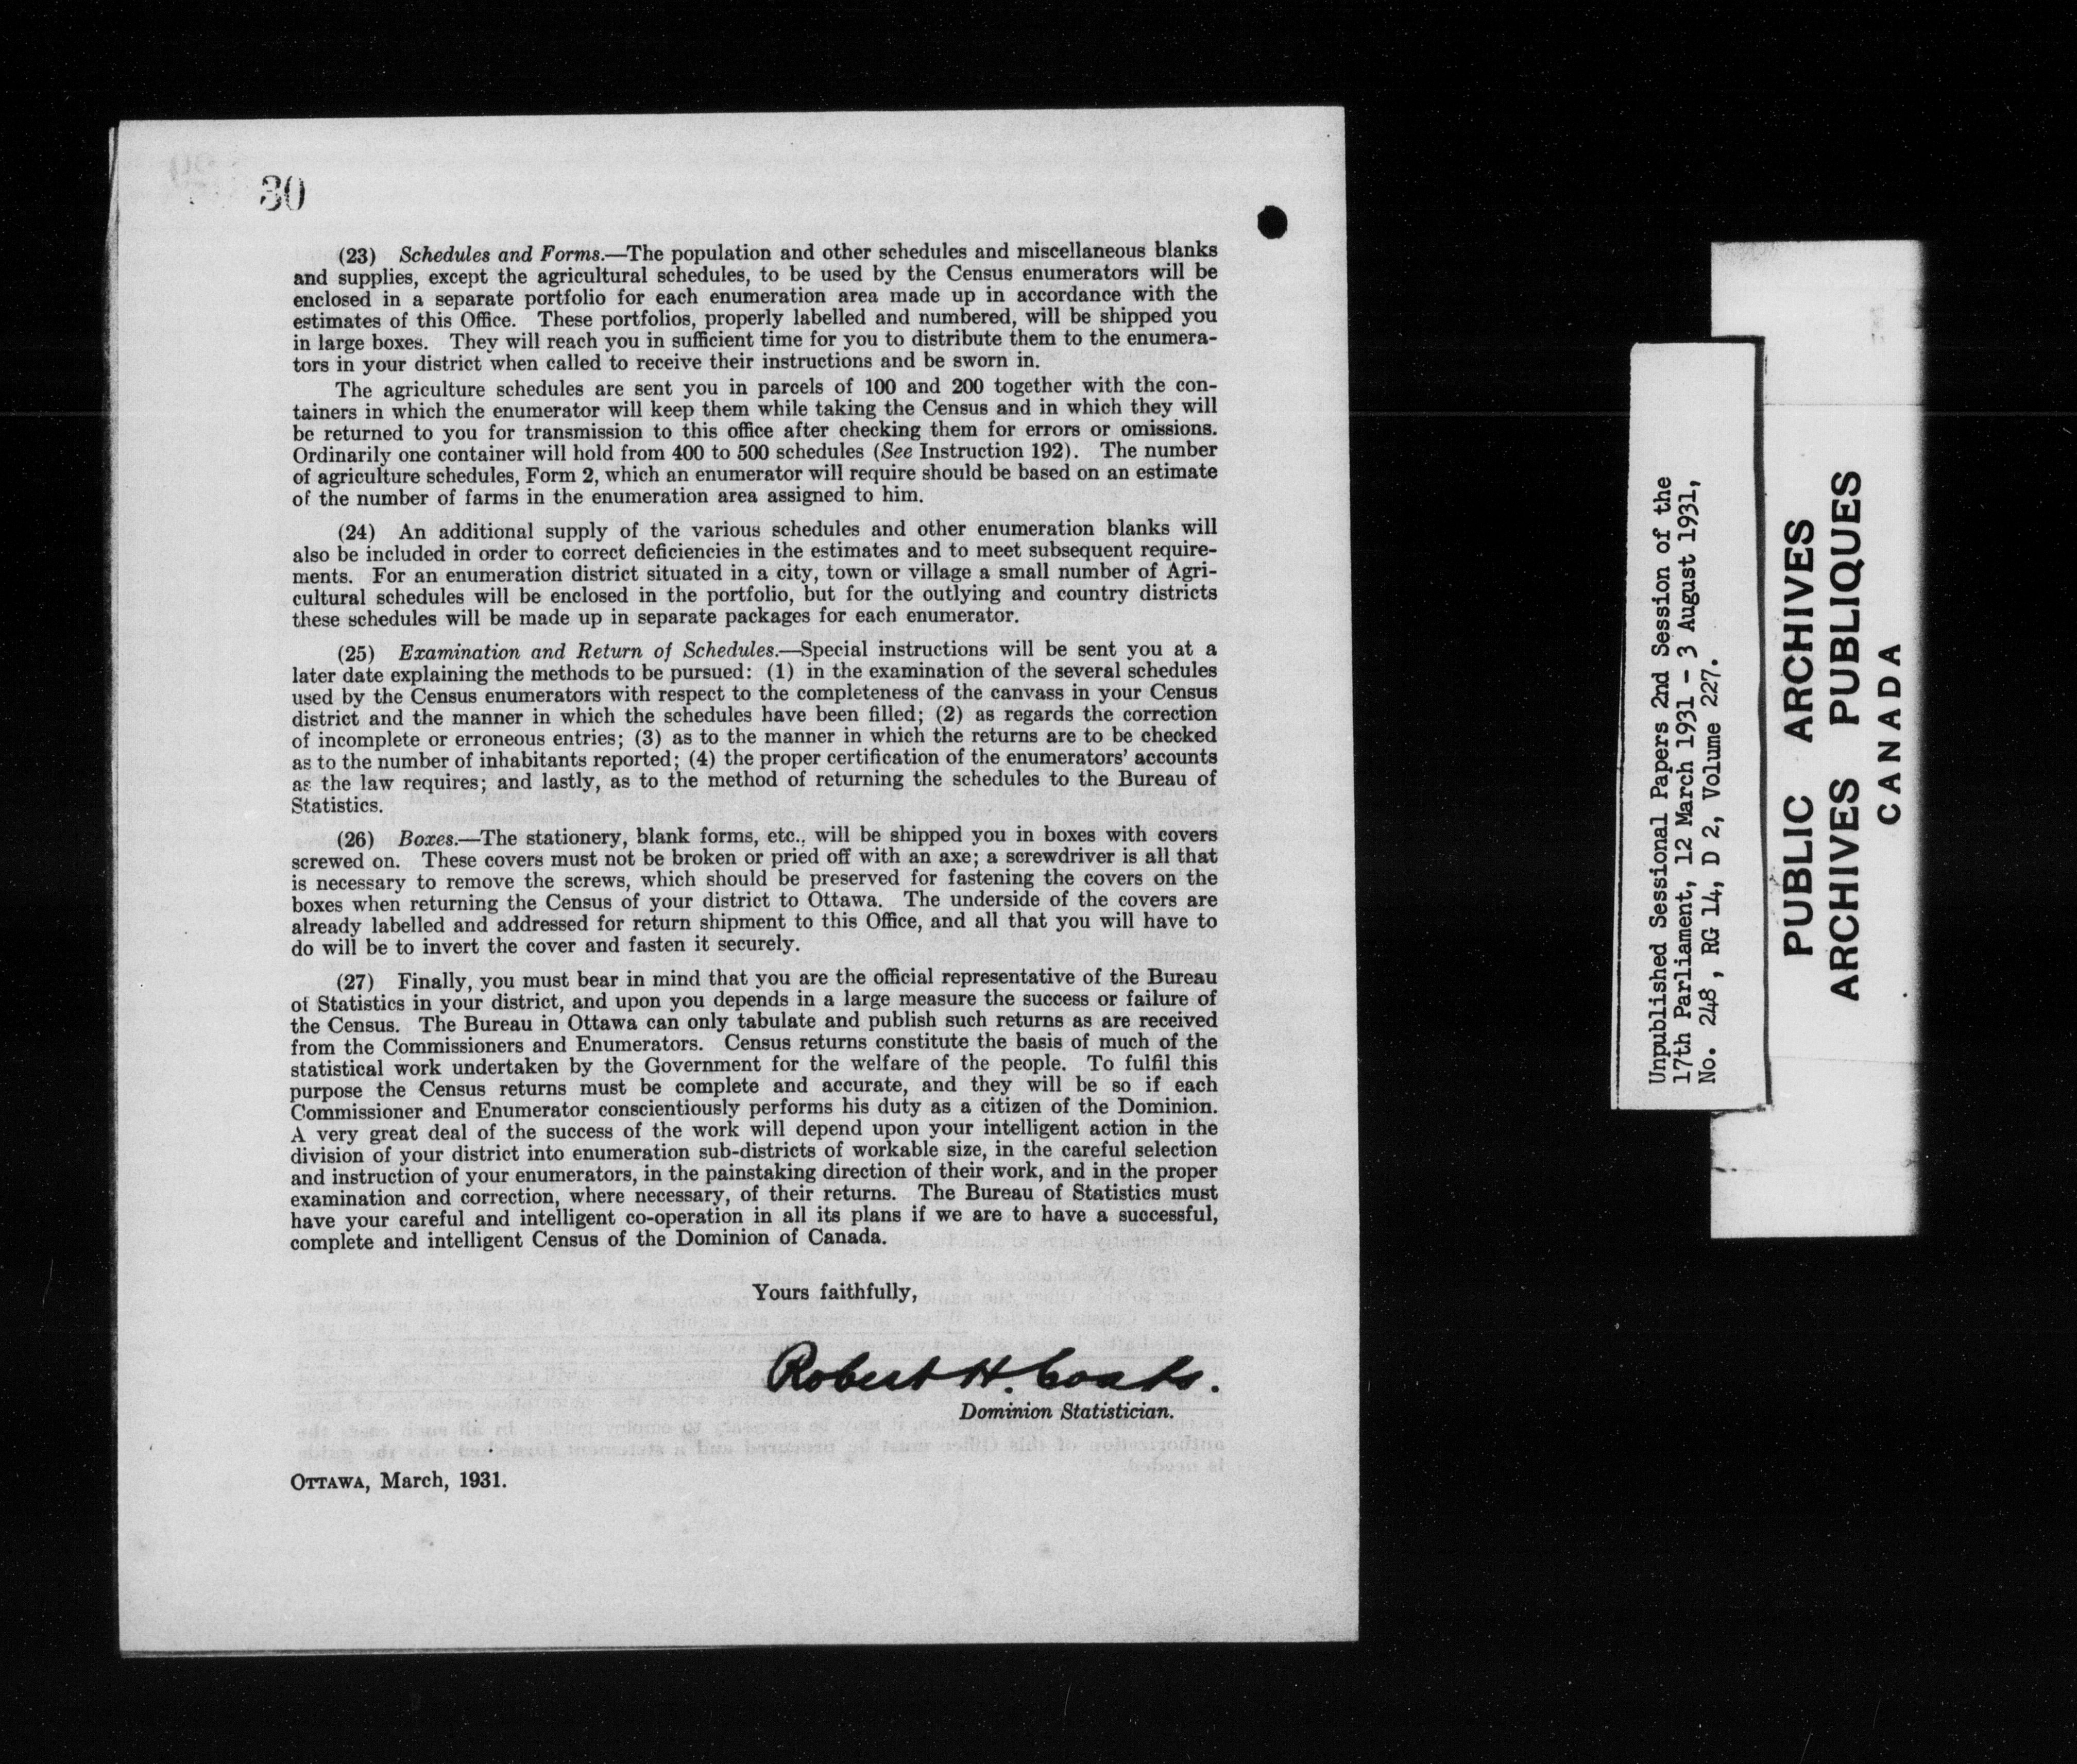 30
(23) Schedules and Forms.—The population and other schedules and miscellaneous blanks
and supplies, except the agricultural schedules, to be used by the Census enumerators will be
enclosed in a separate portfolio for each enumeration area made up in accordance with the
estimates of this Office. These portfolios, properly labelled and numbered, will be shipped you
in large boxes. They will reach you in sufficient time for you to distribute them to the enumera-
tors in your district when called to receive their instructions and be sworn in.
The agriculture schedules are sent you in parcels of 100 and 200 together with the con-
tainers in which the enumerator will keep them while taking the Census and in which they will
be returned to you for transmission to this office after checking them for errors or omissions.
Ordinarily one container will hold from 400 to 500 schedules (See Instruction 192). The number
of agriculture schedules, Form 2, which an enumerator will require should be based on an estimate
of the number of farms in the enumeration area assigned to him.
(24) An additional supply of the various schedules and other enumeration blanks will
also be included in order to correct deficiencies in the estimates and to meet subsequent require-
ments. For an enumeration district situated in a city, town or village a small number of Agri-
cultural schedules will be enclosed in the portfolio, but for the outlying and country districts
these schedules will be made up in separate packages for each enumerator.
(25) Examination and Return of Schedules.—Special instructions will be sent you at a
later date explaining the methods to be pursued: (1) in the examination of the several schedules
used by the Census enumerators with respect to the completeness of the canvass in your Census
district and the manner in which the schedules have been filled; (2) as regards the correction
of incomplete or erroneous entries; (3) as to the manner in which the returns are to be checked
as to the number of inhabitants reported; (4) the proper certification of the enumerators' accounts
as the law requires; and lastly, as to the method of returning the schedules to the Bureau of
Statistics.
(26) Boxes.—The stationery, blank forms, etc., will be shipped you in boxes with covers
screwed on. These covers must not be broken or pried off with an axe; a screwdriver is all that
is necessary to remove the screws, which should be preserved for fastening the covers on the
boxes when returning the Census of your district to Ottawa. The underside of the covers are
already labelled and addressed for return shipment to this Office, and all that you will have to
do will be to invert the cover and fasten it securely.
(27) Finally, you must bear in mind that you are the official representative of the Bureau
of Statistics in your district, and upon you depends in a large measure the success or failure of
the Census. The Bureau in Ottawa can only tabulate and publish such returns as are received
from the Commissioners and Enumerators. Census returns constitute the basis of much of the
statistical work undertaken by the Government for the welfare of the people. To fulfil this
purpose the Census returns must be complete and accurate, and they will be so if each
Commissioner and Enumerator conscientiously performs his duty as a citizen of the Dominion.
A very great deal of the success of the work will depend upon your intelligent action in the
division of your district into enumeration sub-districts of workable size, in the careful selection
and instruction of your enumerators, in the painstaking direction of their work, and in the proper
examination and correction, where necessary, of their returns. The Bureau of Statistics must
have your careful and intelligent co-operation in all its plans if we are to have a successful,
complete and intelligent Census of the Dominion of Canada.
Yours faithfully,
Robert H. Coats.
Dominion Statistician.
OTTAWA, March, 1931.
Unpublished Sessional Papers 2nd Session of the
17th Parliament, 12 March 1931 - 3 August 1931,
No. 248, RG 14, D 2, Volume 227.
PUBLIC ARCHIVES
ARCHIVES PUBLIQUES
CANADA